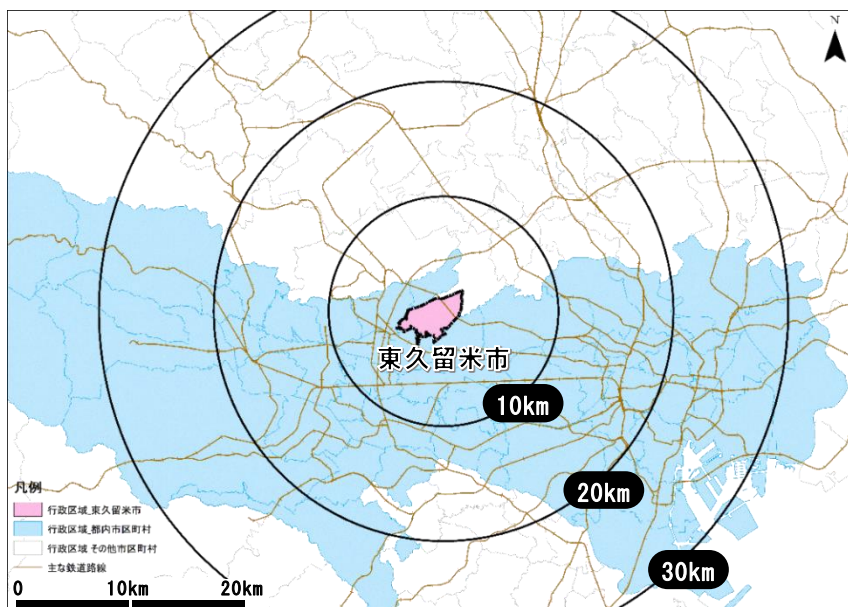 N
東久留米市
10km
20km
30km
凡例
行政区域_東久留米市
行政区域_都内市区町村
行政区域 その他市区町村
主な鉄道路線
0 10km 20km